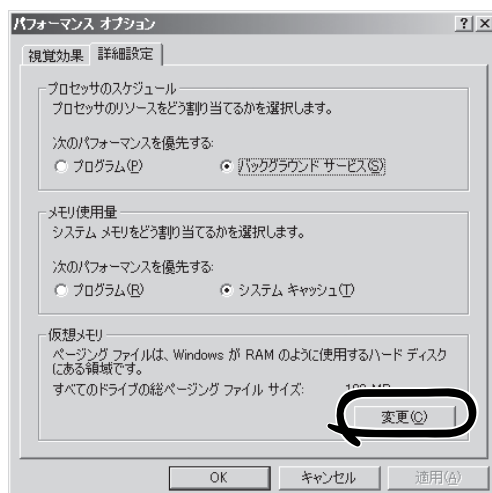 パフォーマンス オプション
? ×
視覚効果 詳細設定
プロセッサのスケジュール
プロセッサのリソースをどう割り当てるかを選択します。
次のパフォーマンスを優先する:
プログラム(P) バックグラウンド サービス(S)
メモリ使用量
システム メモリをどう割り当てるかを選択します。
次のパフォーマンスを優先する:
プログラム(R) システム キャッシュ(T)
仮想メモリ
ページング ファイルは、Windows が RAM のように使用するハード ディスク
にある領域です。
すべてのドライブの総ページング ファイル サイズ: MB
変更(C)
OK キャンセル 適用(A)